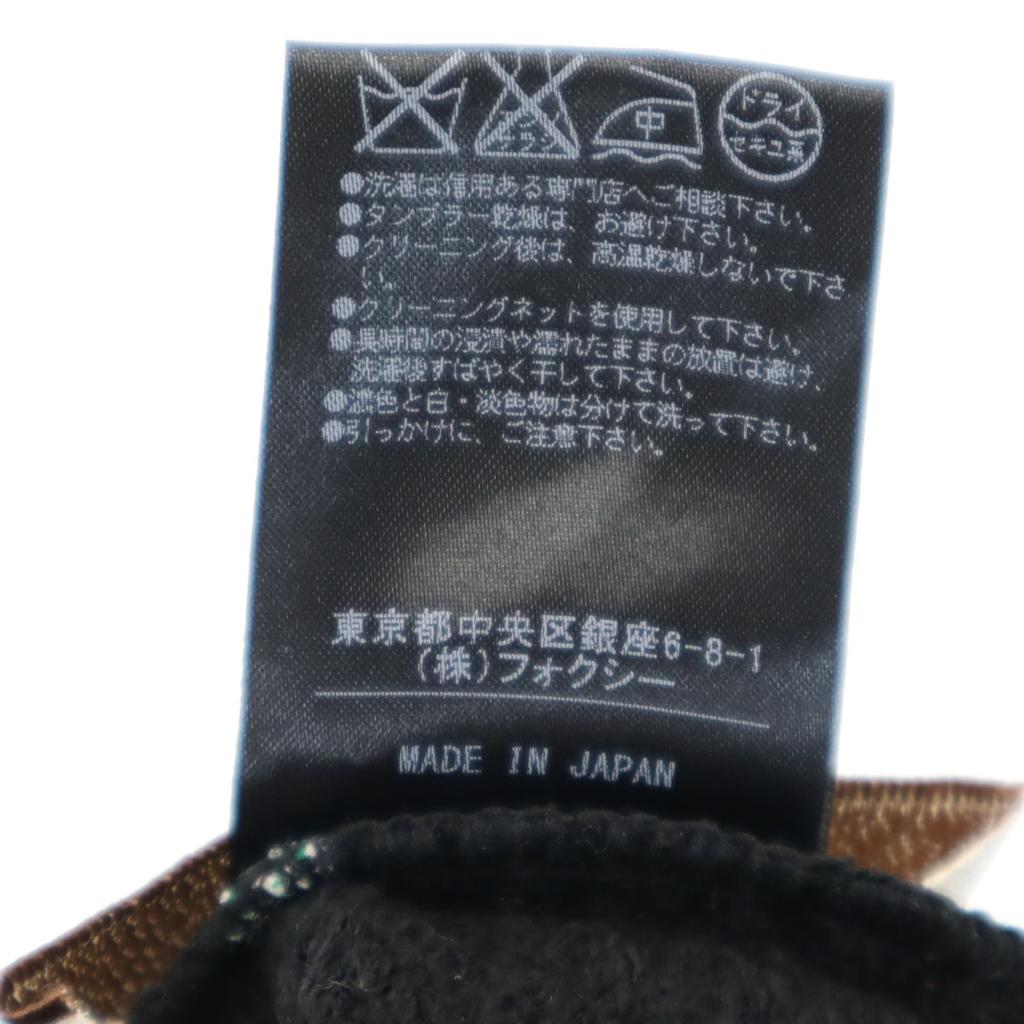 中
ドライ
セキユ系
●洗濯は信用ある専門店へご相談下さい。
●タンブラー乾燥は、お避け下さい。
●クリーニング後は、高温乾燥しないで下さ
い。
●クリーニングネットを使用して下さい。
●長時間の浸漬や濡れたままの放置は避け、
洗濯後すばやく干して下さい。
●濃色と白・淡色物は分けて洗って下さい。
●引っかけに、ご注意下さい。
東京都中央区銀座6-8-1
(株)フォクシー
MADE IN JAPAN